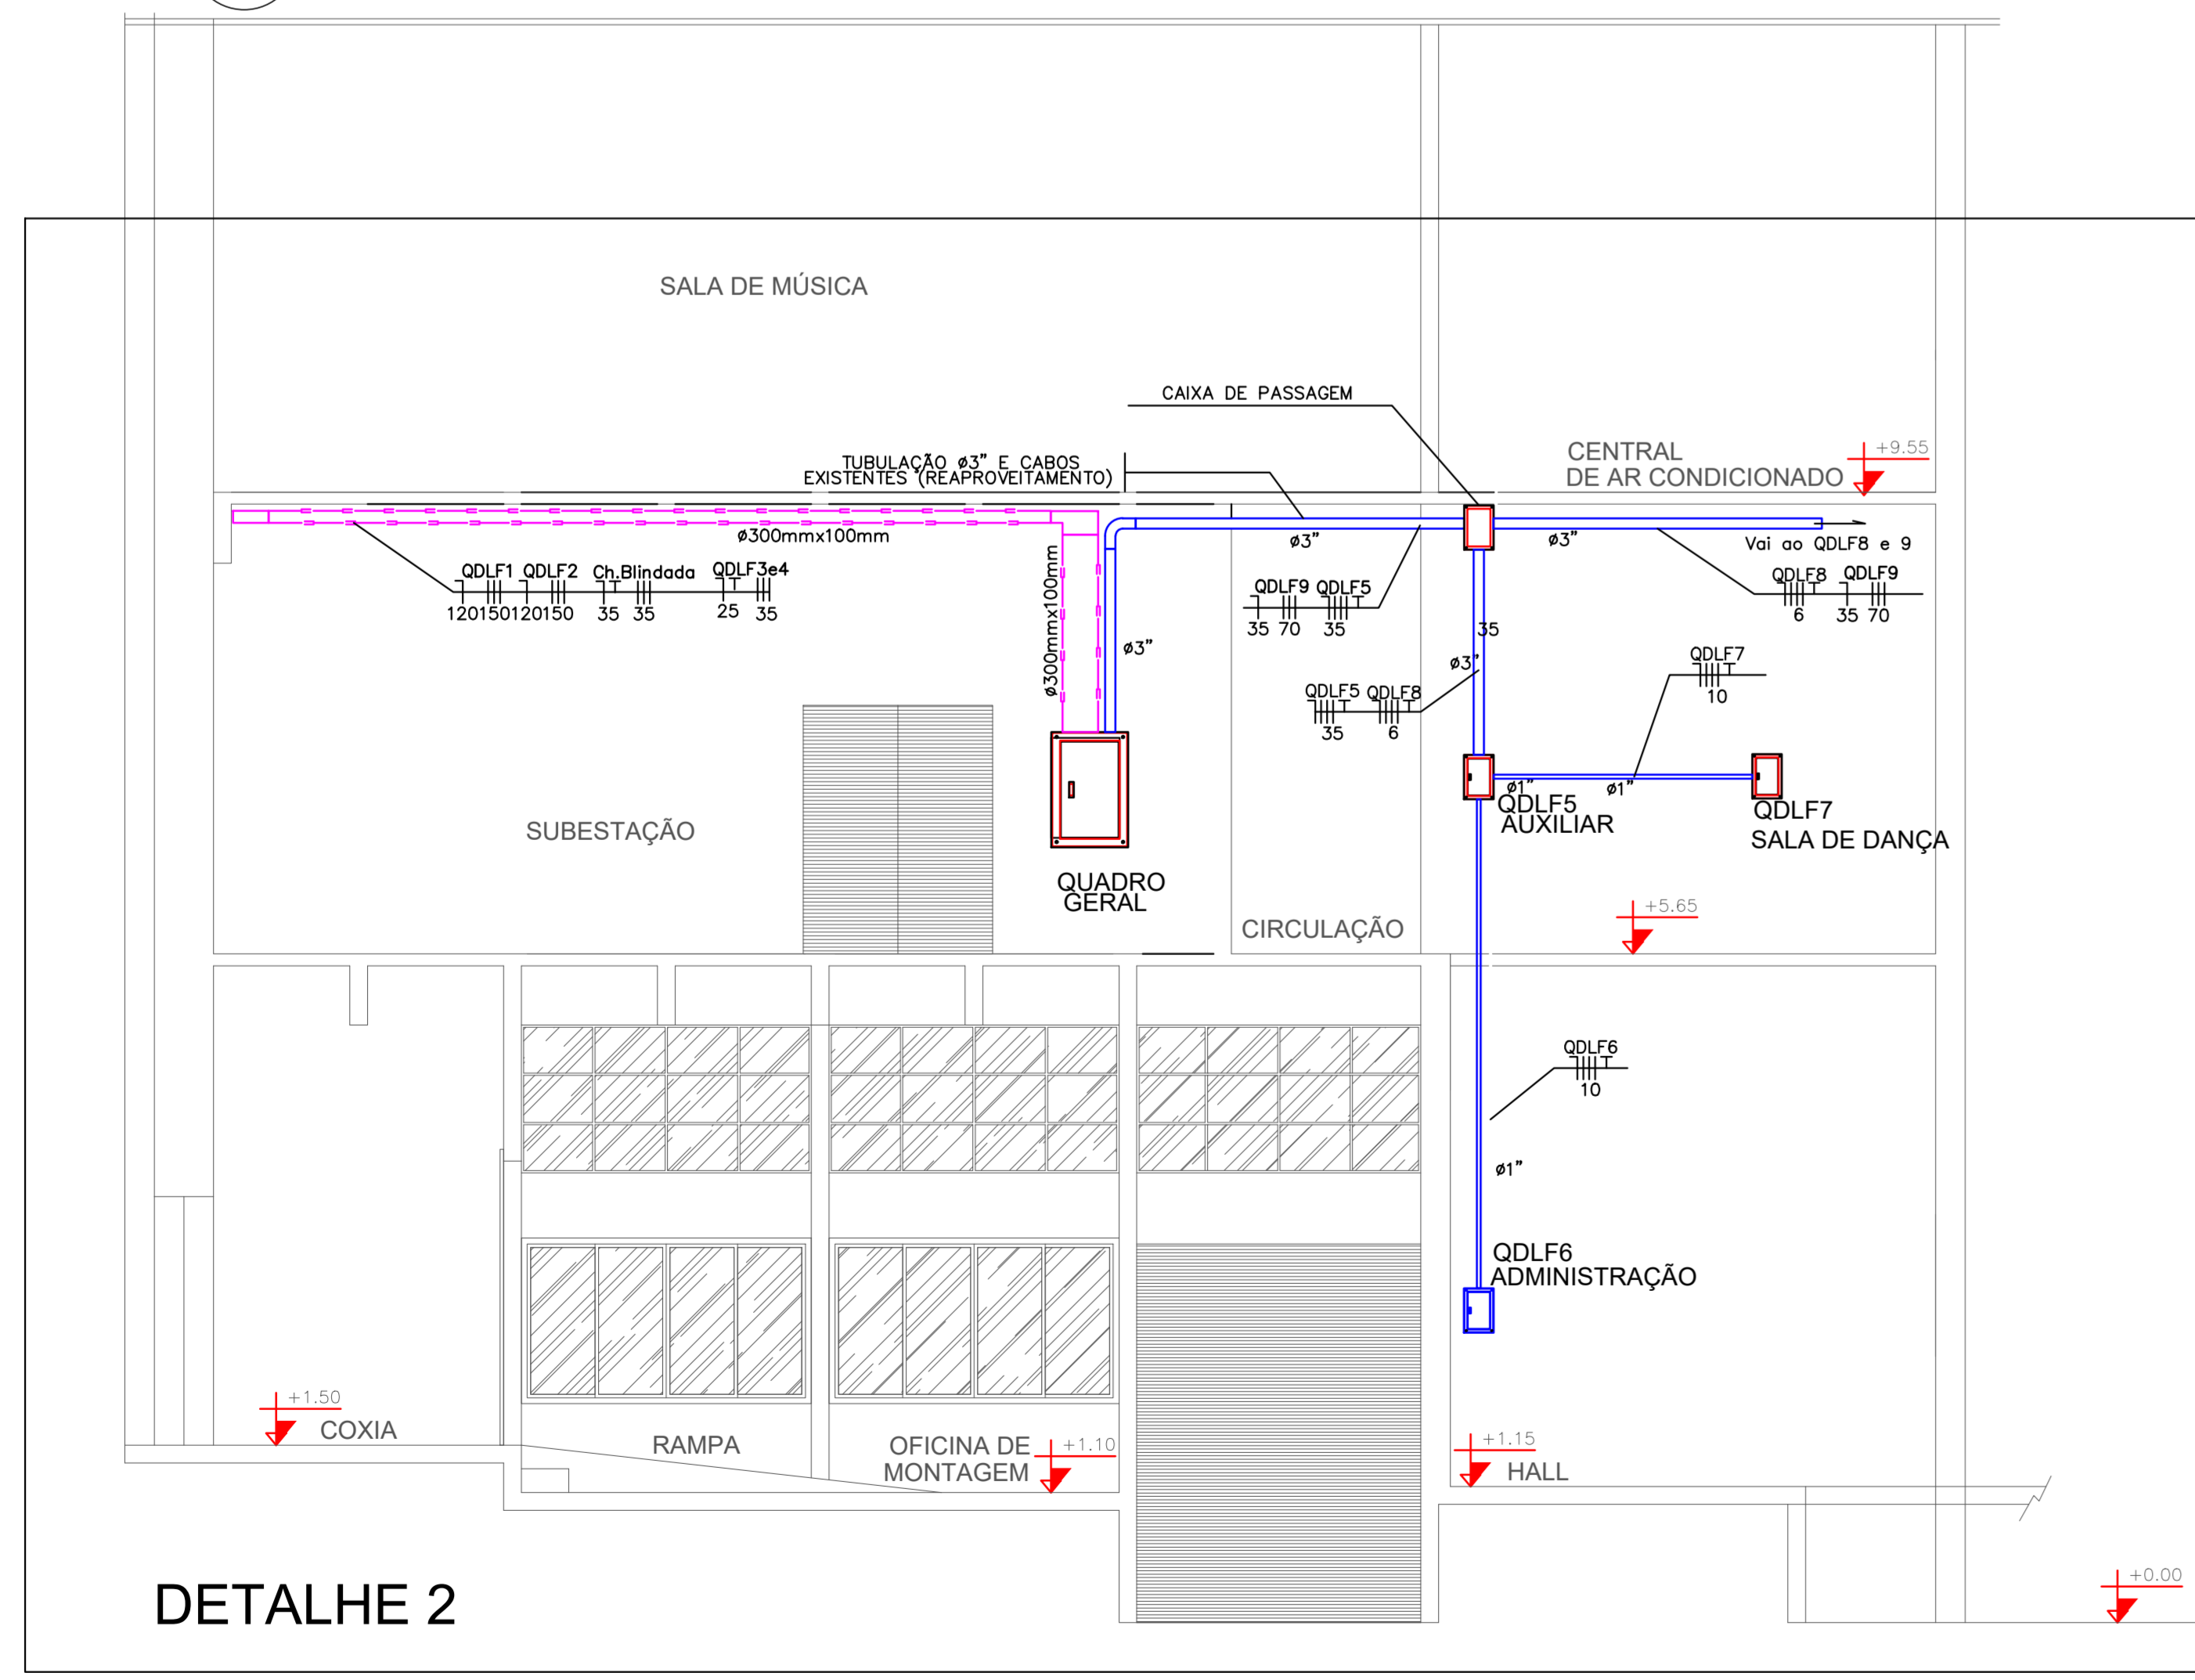 SALA DE MÚSICA
CAIXA DE PASSAGEM
CENTRAL
DE AR CONDICIONADO
+9.55
TUBULAÇÃO ø3" E CABOS
EXISTENTES (REAPROVEITAMENTO)
ø300mmx100mm
ø3"
ø3"
Vai ao QDLF8 e 9
QDLF1 QDLF2 Ch.Blindada QDLF3e4
120150120150 35 35 25 35
ø300mmx100mm
ø3"
QDLF9 QDLF5
35 70 35
QDLF8 QDLF9
6 35 70
35
ø3"
QDLF7
10
QDLF5 QDLF8
35 6
ø1"
ø1"
QDLF5
AUXILIAR
QDLF7
SALA DE DANÇA
SUBESTAÇÃO
QUADRO
GERAL
CIRCULAÇÃO
+5.65
QDLF6
10
ø1"
QDLF6
ADMINISTRAÇÃO
+1.50
COXIA
RAMPA
OFICINA DE
MONTAGEM
+1.10
+1.15
HALL
DETALHE 2
+0.00